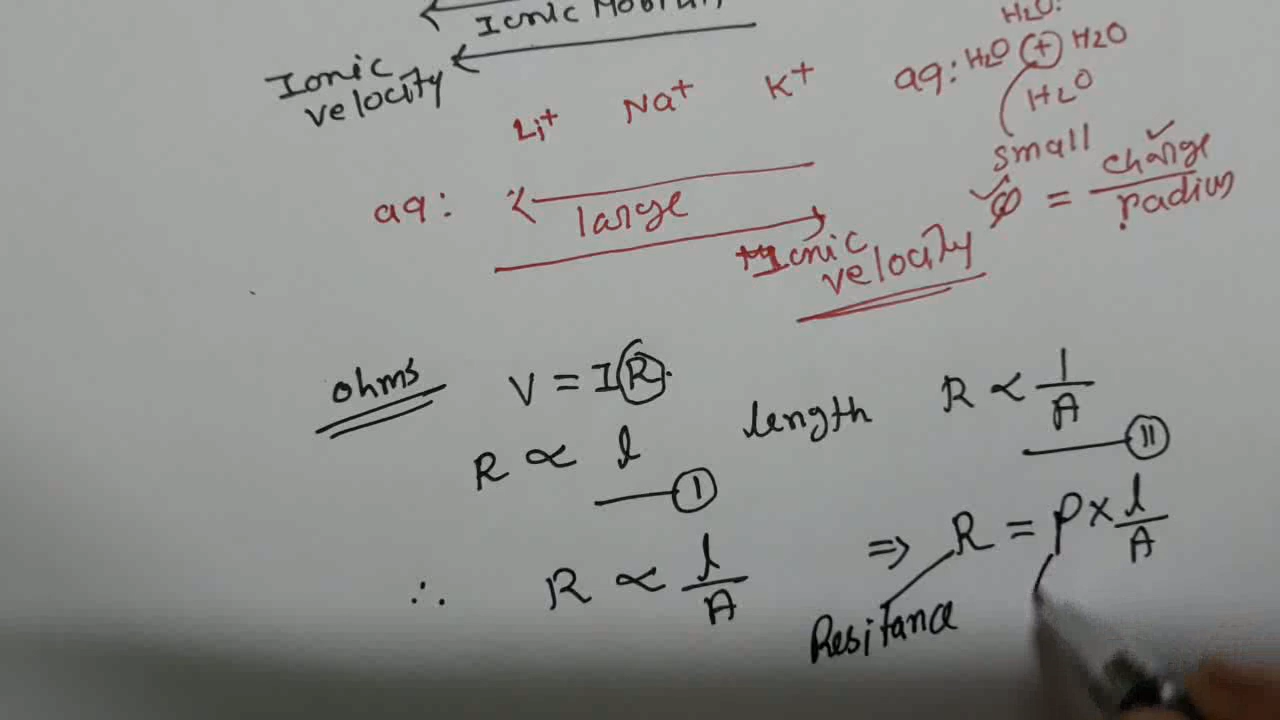 Ionic Mobility
Ionic
velocity
Li+ Na+ K+
aq: H2O (+) H2O
H2O
H2O
small
φ = charge / radius
aq:
large
Ionic
velocity
ohms V = IR.
R ∝ l length R ∝ 1/A
I II
∴ R ∝ l/A ⇒ R = ρ × l/A
Resitance